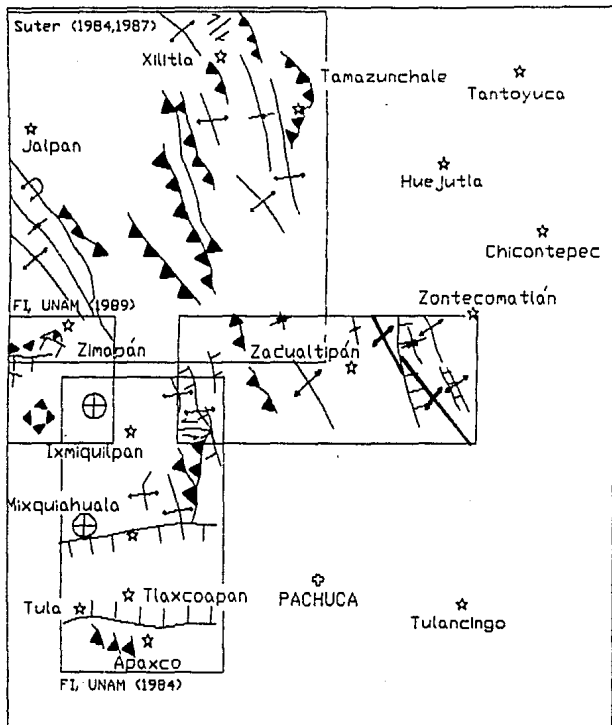 Suter (1984,1987)
Xilitla
Tamazunchale
Tantoyuca
Jalpan
Huejutla
Chicontepec
FI, UNAM (1989)
Zontecomatlán
Zimapán
Zacualtipán
Ixmiquilpan
Mixquiahuala
Tlaxcoapan
Tula
PACHUCA
Tulancingo
Apaxco
FI, UNAM (1984)